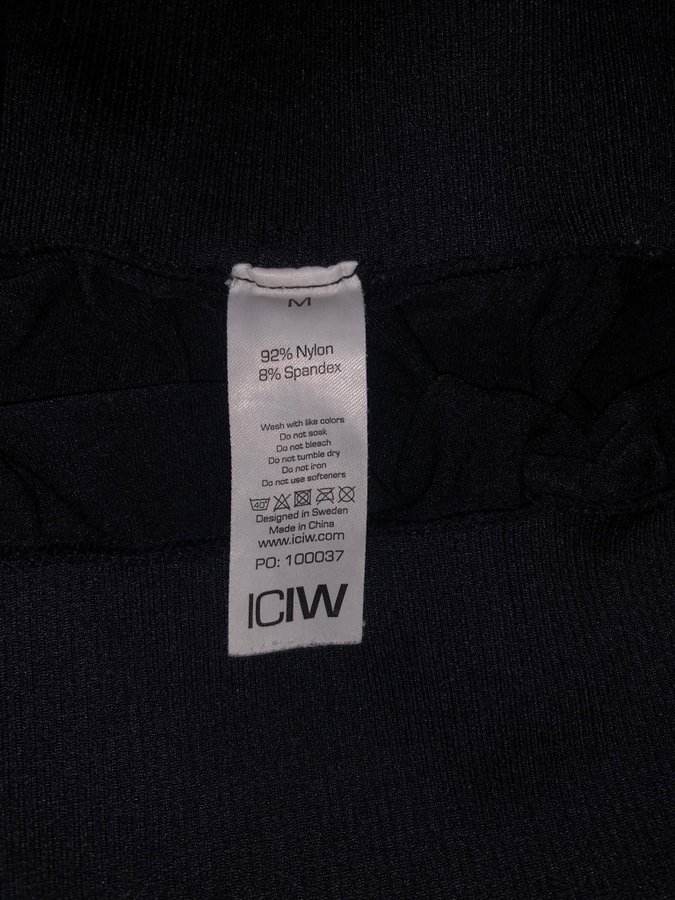 M
92% Nylon
8% Spandex
Wash with like colors
Do not soak
Do not bleach
Do not tumble dry
Do not iron
Do not use softeners
40°
Designed in Sweden
Made in China
www.iciw.com
PO: 100037
ICIW